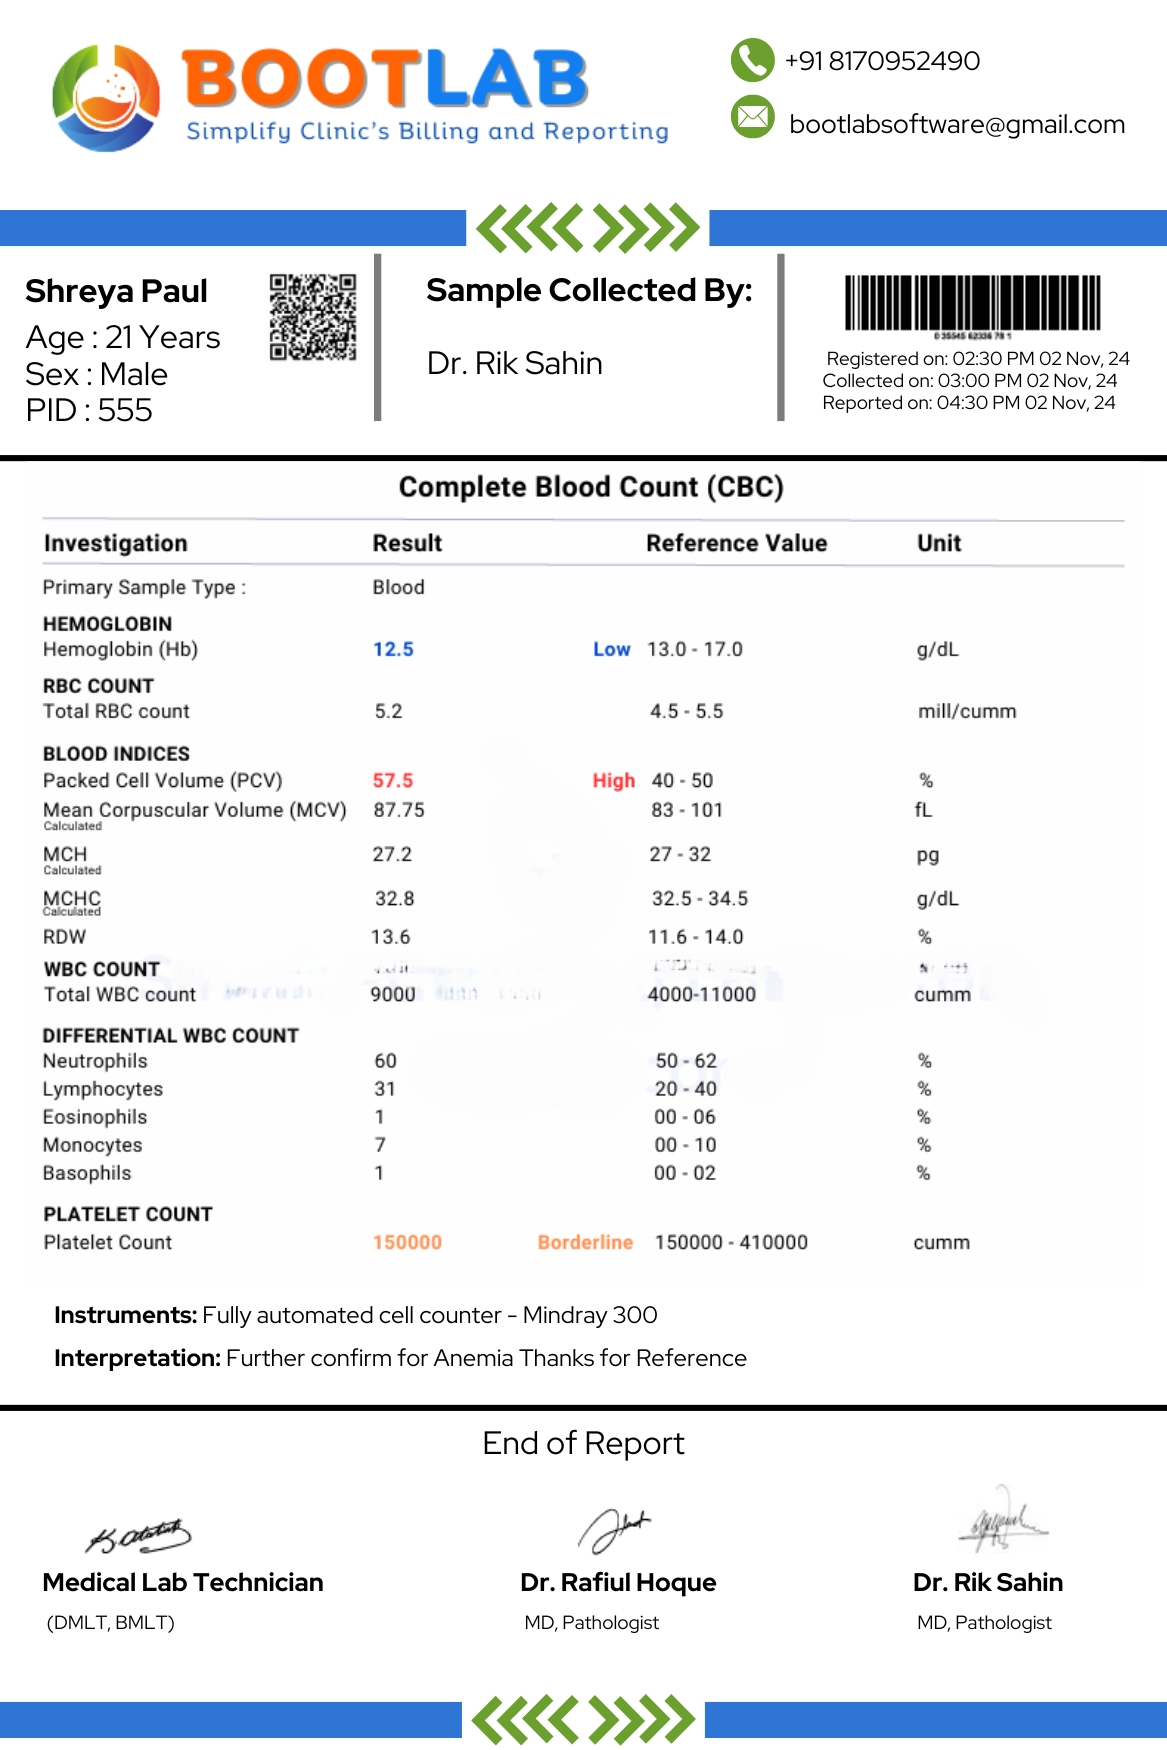 BOOTLAB
Simplify Clinic's Billing and Reporting
+91 8170952490
bootlabsoftware@gmail.com
Shreya Paul
Age : 21 Years
Sex : Male
PID : 555
Sample Collected By:
Dr. Rik Sahin
0 35545 62336 78 1
Registered on: 02:30 PM 02 Nov, 24
Collected on: 03:00 PM 02 Nov, 24
Reported on: 04:30 PM 02 Nov, 24
Complete Blood Count (CBC)
Investigation Result Reference Value Unit
Primary Sample Type : Blood
HEMOGLOBIN
Hemoglobin (Hb) 12.5 Low 13.0 - 17.0 g/dL
RBC COUNT
Total RBC count 5.2 4.5 - 5.5 mill/cumm
BLOOD INDICES
Packed Cell Volume (PCV) 57.5 High 40 - 50 %
Mean Corpuscular Volume (MCV) 87.75 83 - 101 fL
Calculated
MCH 27.2 27 - 32 pg
Calculated
MCHC 32.8 32.5 - 34.5 g/dL
Calculated
RDW 13.6 11.6 - 14.0 %
WBC COUNT
Total WBC count 9000 4000-11000 cumm
DIFFERENTIAL WBC COUNT
Neutrophils 60 50 - 62 %
Lymphocytes 31 20 - 40 %
Eosinophils 1 00 - 06 %
Monocytes 7 00 - 10 %
Basophils 1 00 - 02 %
PLATELET COUNT
Platelet Count 150000 Borderline 150000 - 410000 cumm
Instruments: Fully automated cell counter - Mindray 300
Interpretation: Further confirm for Anemia Thanks for Reference
End of Report
Medical Lab Technician
(DMLT, BMLT)
Dr. Rafiul Hoque
MD, Pathologist
Dr. Rik Sahin
MD, Pathologist